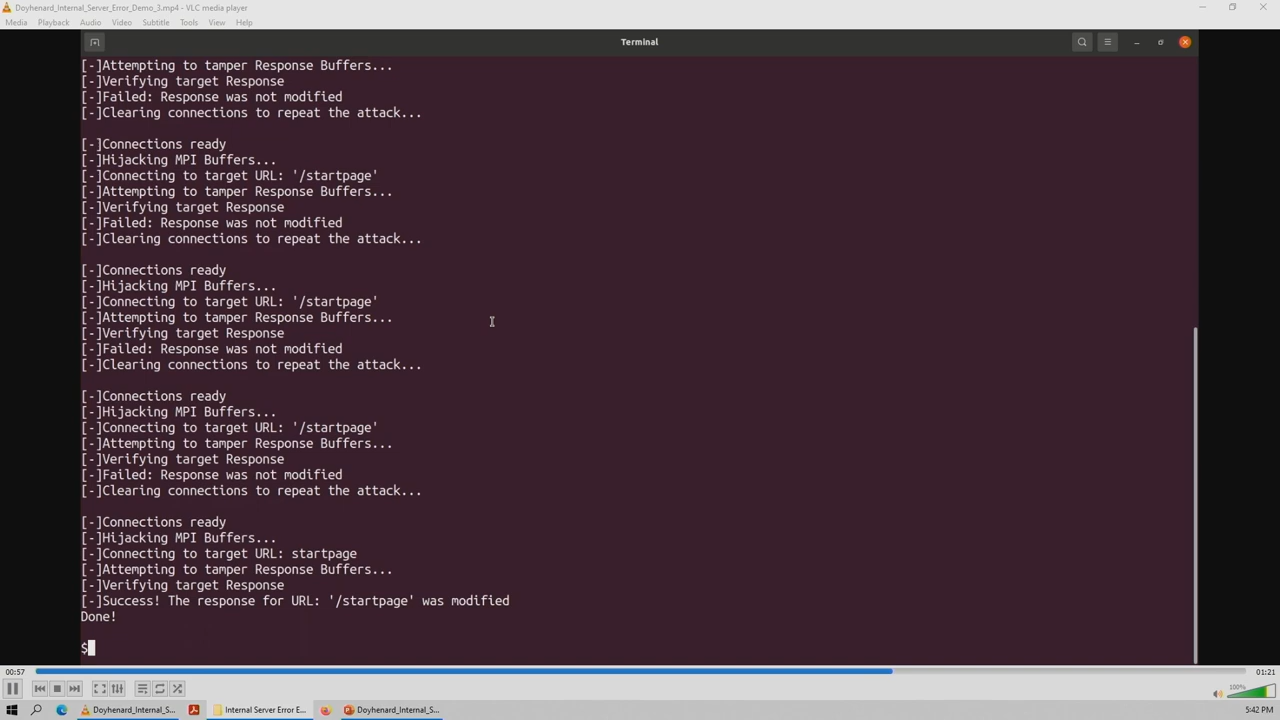 Doyhenard_Internal_Server_Error_Demo_3.mp4 - VLC media player
Media Playback Audio Video Subtitle Tools View Help
Terminal
[-]Attempting to tamper Response Buffers...
[-]Verifying target Response
[-]Failed: Response was not modified
[-]Clearing connections to repeat the attack...
[-]Connections ready
[-]Hijacking MPI Buffers...
[-]Connecting to target URL: '/startpage'
[-]Attempting to tamper Response Buffers...
[-]Verifying target Response
[-]Failed: Response was not modified
[-]Clearing connections to repeat the attack...
[-]Connections ready
[-]Hijacking MPI Buffers...
[-]Connecting to target URL: '/startpage'
[-]Attempting to tamper Response Buffers...
[-]Verifying target Response
[-]Failed: Response was not modified
[-]Clearing connections to repeat the attack...
[-]Connections ready
[-]Hijacking MPI Buffers...
[-]Connecting to target URL: '/startpage'
[-]Attempting to tamper Response Buffers...
[-]Verifying target Response
[-]Failed: Response was not modified
[-]Clearing connections to repeat the attack...
[-]Connections ready
[-]Hijacking MPI Buffers...
[-]Connecting to target URL: startpage
[-]Attempting to tamper Response Buffers...
[-]Verifying target Response
[-]Success! The response for URL: '/startpage' was modified
Done!
$
00:57 01:21
100%
Doyhenard_Internal_S... Internal Server Error E... Doyhenard_Internal_S... 5:42 PM